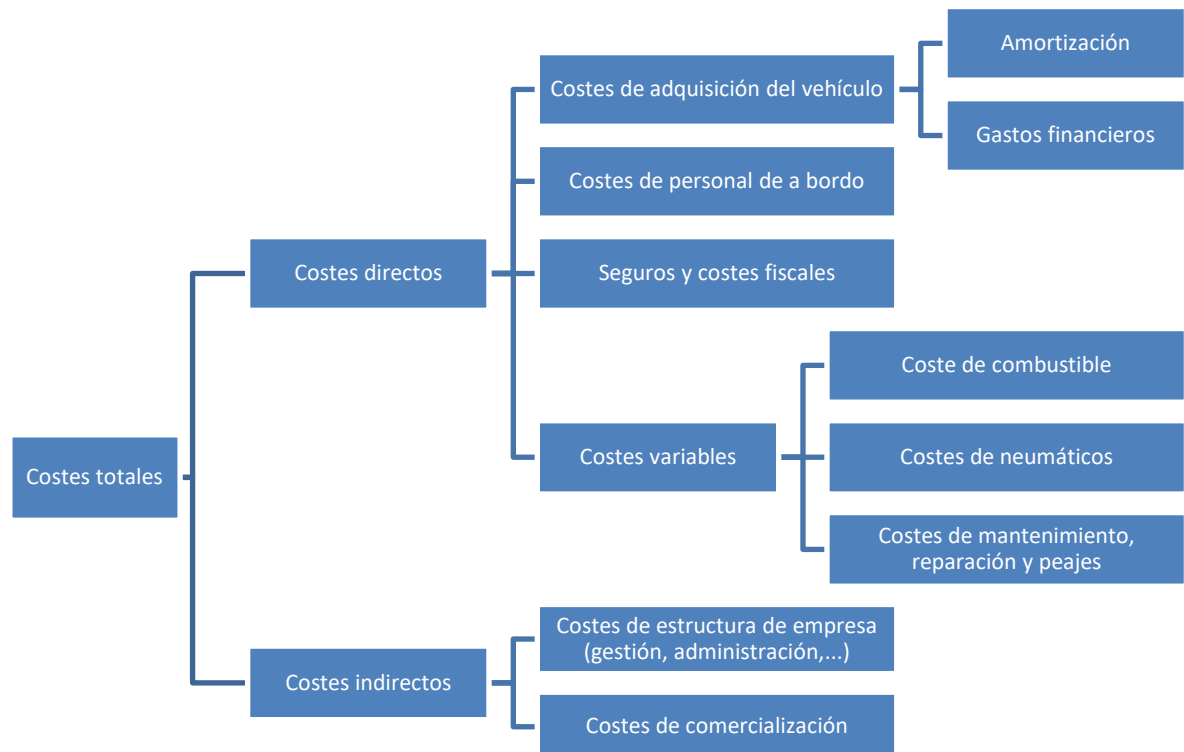 Amortización
Costes de adquisición del vehículo
Gastos financieros
Costes de personal de a bordo
Costes directos
Seguros y costes fiscales
Coste de combustible
Costes totales
Costes variables
Costes de neumáticos
Costes de mantenimiento,
reparación y peajes
Costes de estructura de empresa
(gestión, administración,...)
Costes indirectos
Costes de comercialización